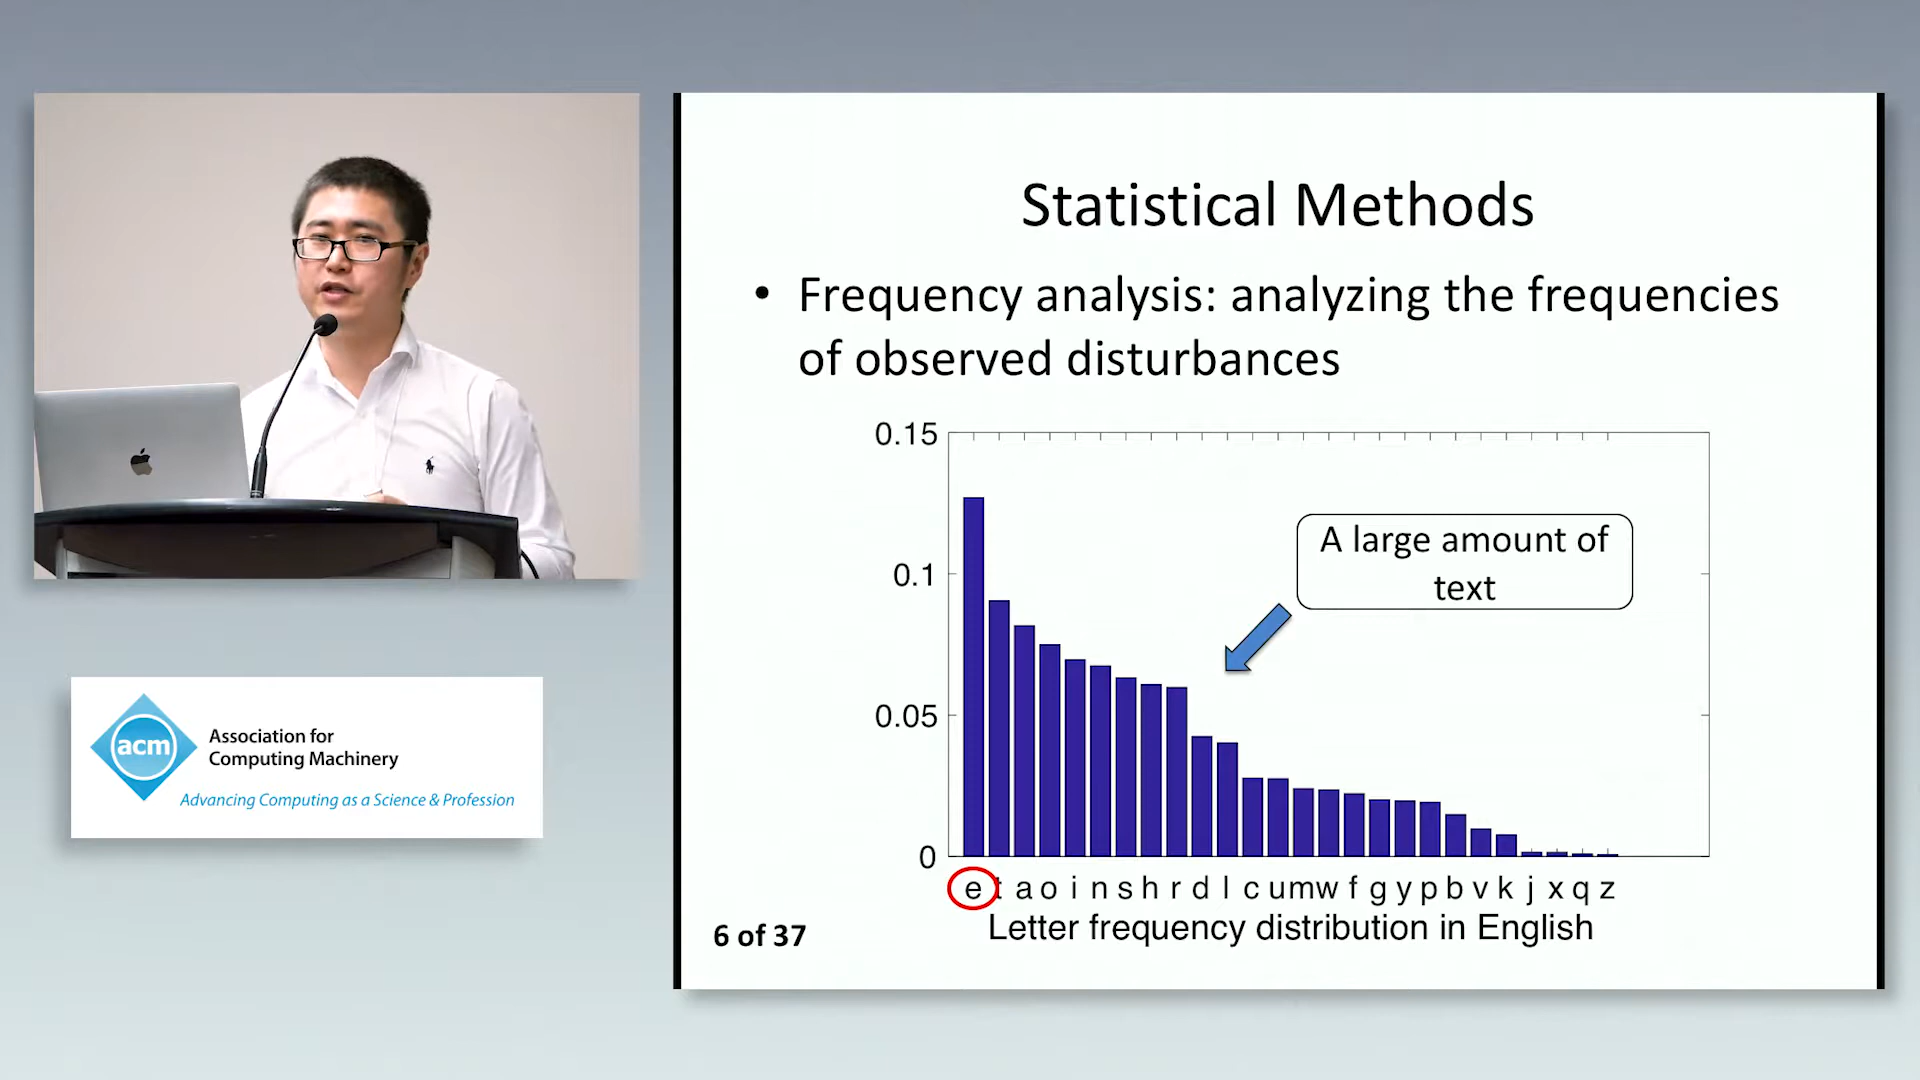 Statistical Methods
• Frequency analysis: analyzing the frequencies
of observed disturbances
0.15
0.1
0.05
0
A large amount of
text
e t a o i n s h r d l c u m w f g y p b v k j x q z
Letter frequency distribution in English
6 of 37
acm
Association for
Computing Machinery
Advancing Computing as a Science & Profession